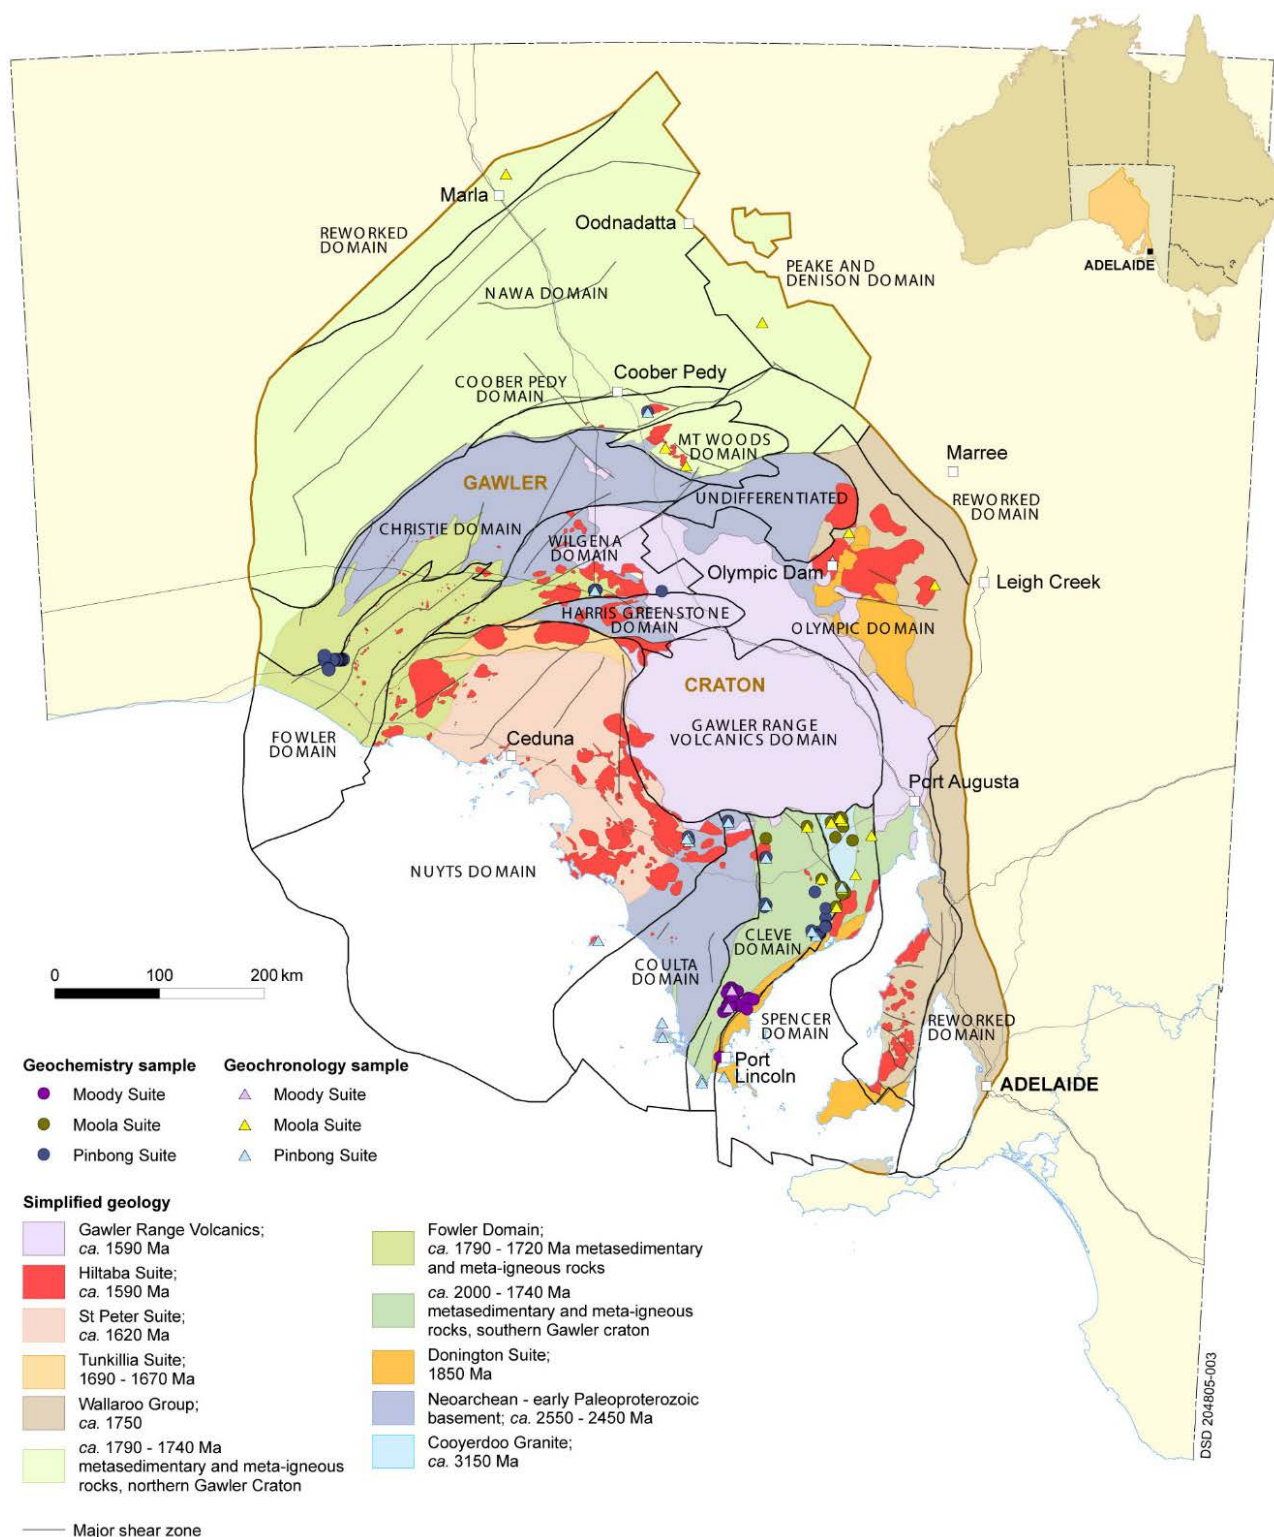 ADELAIDE
Marla
Oodnadatta
REWORKED
DOMAIN
PEAKE AND
DENISON DOMAIN
NAWA DOMAIN
Coober Pedy
COOBER PEDY
DOMAIN
MT WOODS
DOMAIN
Marree
GAWLER
UNDIFFERENTIATED
REWORKED
DOMAIN
CHRISTIE DOMAIN
WILGENA
DOMAIN
Olympic Dam
Leigh Creek
HARRIS GREENSTONE
DOMAIN
OLYMPIC DOMAIN
CRATON
GAWLER RANGE
VOLCANICS DOMAIN
FOWLER
DOMAIN
Ceduna
Port Augusta
NUYTS DOMAIN
CLEVE
DOMAIN
COULTA
DOMAIN
0 100 200 km
SPENCER
DOMAIN
REWORKED
DOMAIN
Port
Lincoln
ADELAIDE
Geochemistry sample
Moody Suite
Moola Suite
Pinbong Suite
Geochronology sample
Moody Suite
Moola Suite
Pinbong Suite
Simplified geology
Gawler Range Volcanics;
ca. 1590 Ma
Hiltaba Suite;
ca. 1590 Ma
St Peter Suite;
ca. 1620 Ma
Tunkillia Suite;
1690 - 1670 Ma
Wallaroo Group;
ca. 1750
ca. 1790 - 1740 Ma
metasedimentary and meta-igneous
rocks, northern Gawler Craton
Major shear zone
Fowler Domain;
ca. 1790 - 1720 Ma metasedimentary
and meta-igneous rocks
ca. 2000 - 1740 Ma
metasedimentary and meta-igneous
rocks, southern Gawler craton
Donington Suite;
1850 Ma
Neoarchean - early Paleoproterozoic
basement; ca. 2550 - 2450 Ma
Cooyerdoo Granite;
ca. 3150 Ma
DSD 204805-003